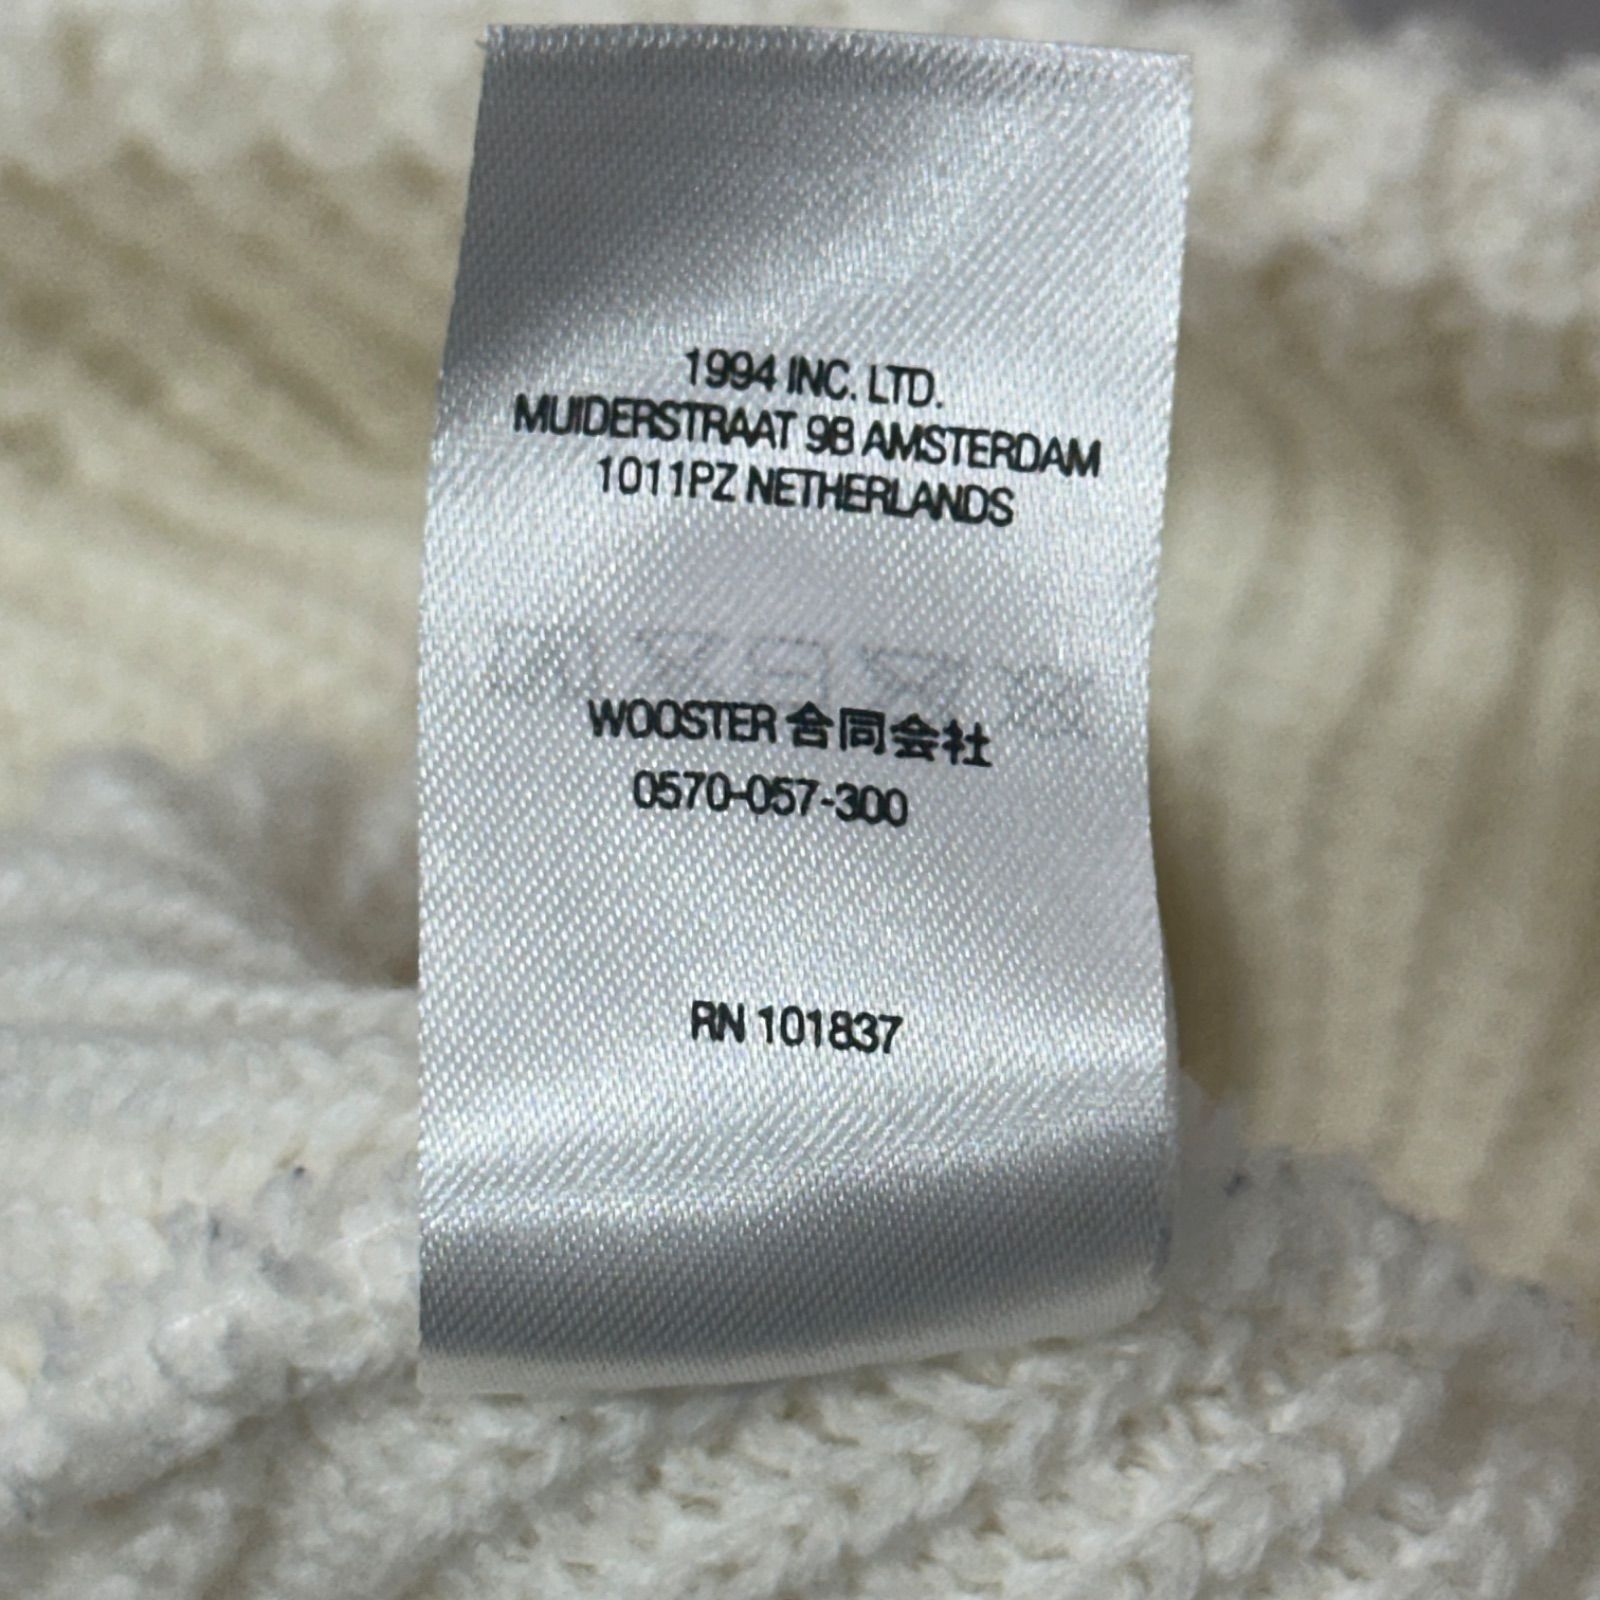 1994 INC. LTD.
MUIDERSTRAAT 9B AMSTERDAM
1011PZ NETHERLANDS
WOOSTER 合同会社
0570-057-300
RN 101837